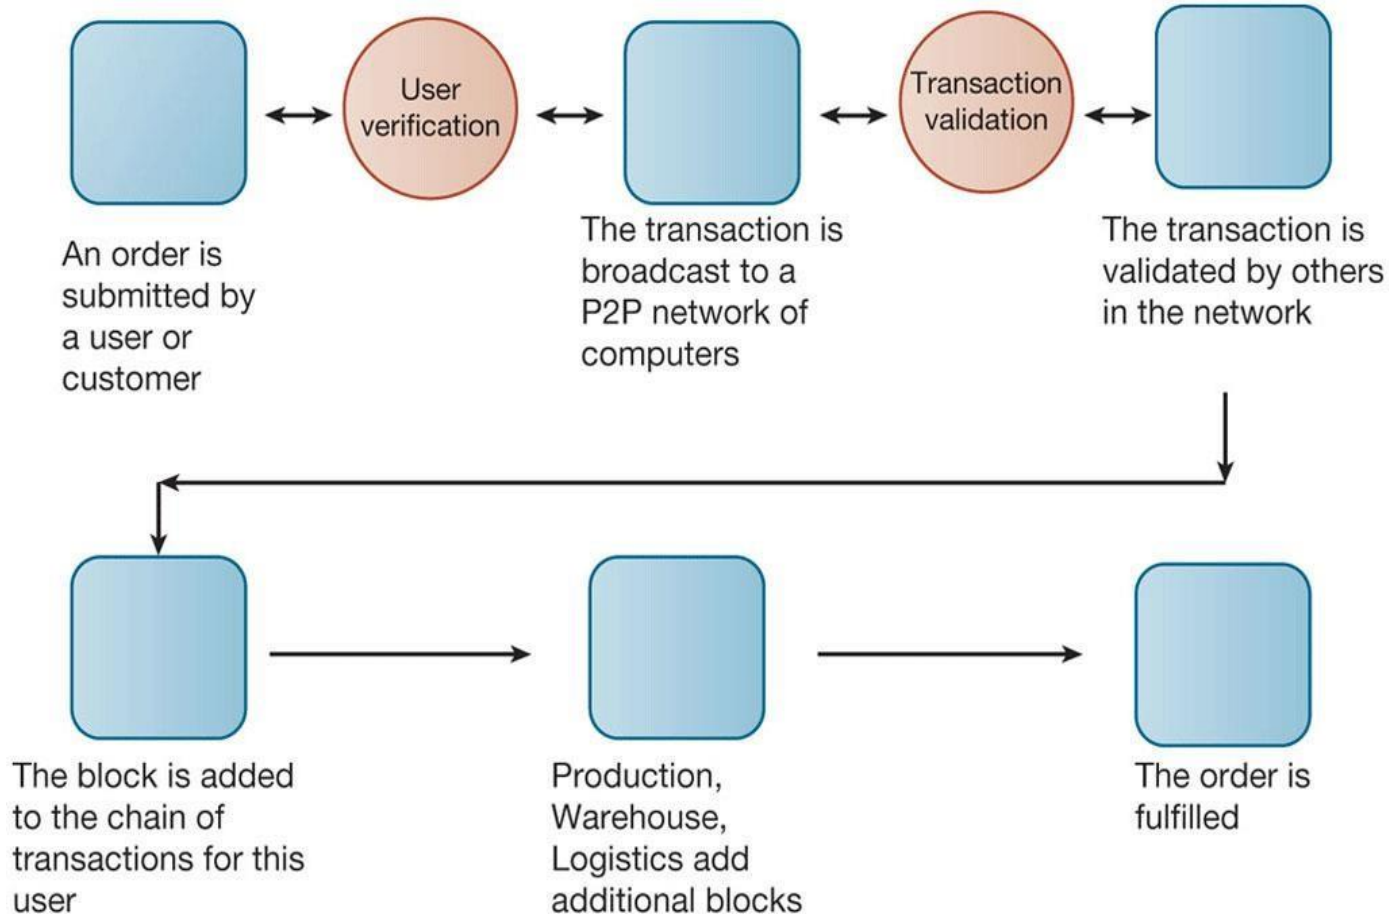 User
verification
Transaction
validation
An order is
submitted by
a user or
customer
The transaction is
broadcast to a
P2P network of
computers
The transaction is
validated by others
in the network
The block is added
to the chain of
transactions for this
user
Production,
Warehouse,
Logistics add
additional blocks
The order is
fulfilled